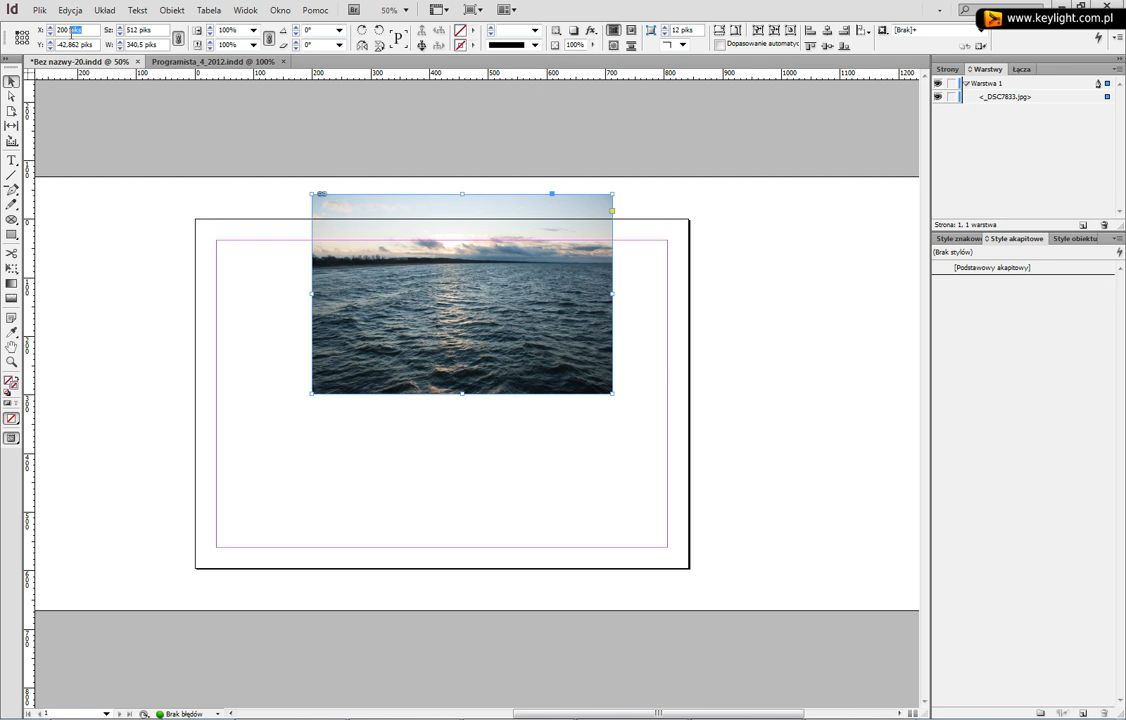 Id Plik Edycja Układ Tekst Obiekt Tabela Widok Okno Pomoc Br 50% www.keylight.com.pl
X: 200 piks Sz: 512 piks 100% 0° P 12 piks [Brak]+
Y: -42,862 piks W: 340,5 piks 100% 0° 100% Dopasowanie automatyc
*Bez nazwy-20.indd @ 50% × Programista_4_2012.indd @ 100% ×
200 100 0 100 200 300 400 500 600 700 800 900 1000 1100 1200
Strony Warstwy Łącza
Warstwa 1
<_DSC7833.jpg>
Strona: 1, 1 warstwa
Style znakow Style akapitowe Style obiektu
(Brak stylów)
[Podstawowy akapitowy]
1 Brak błędów